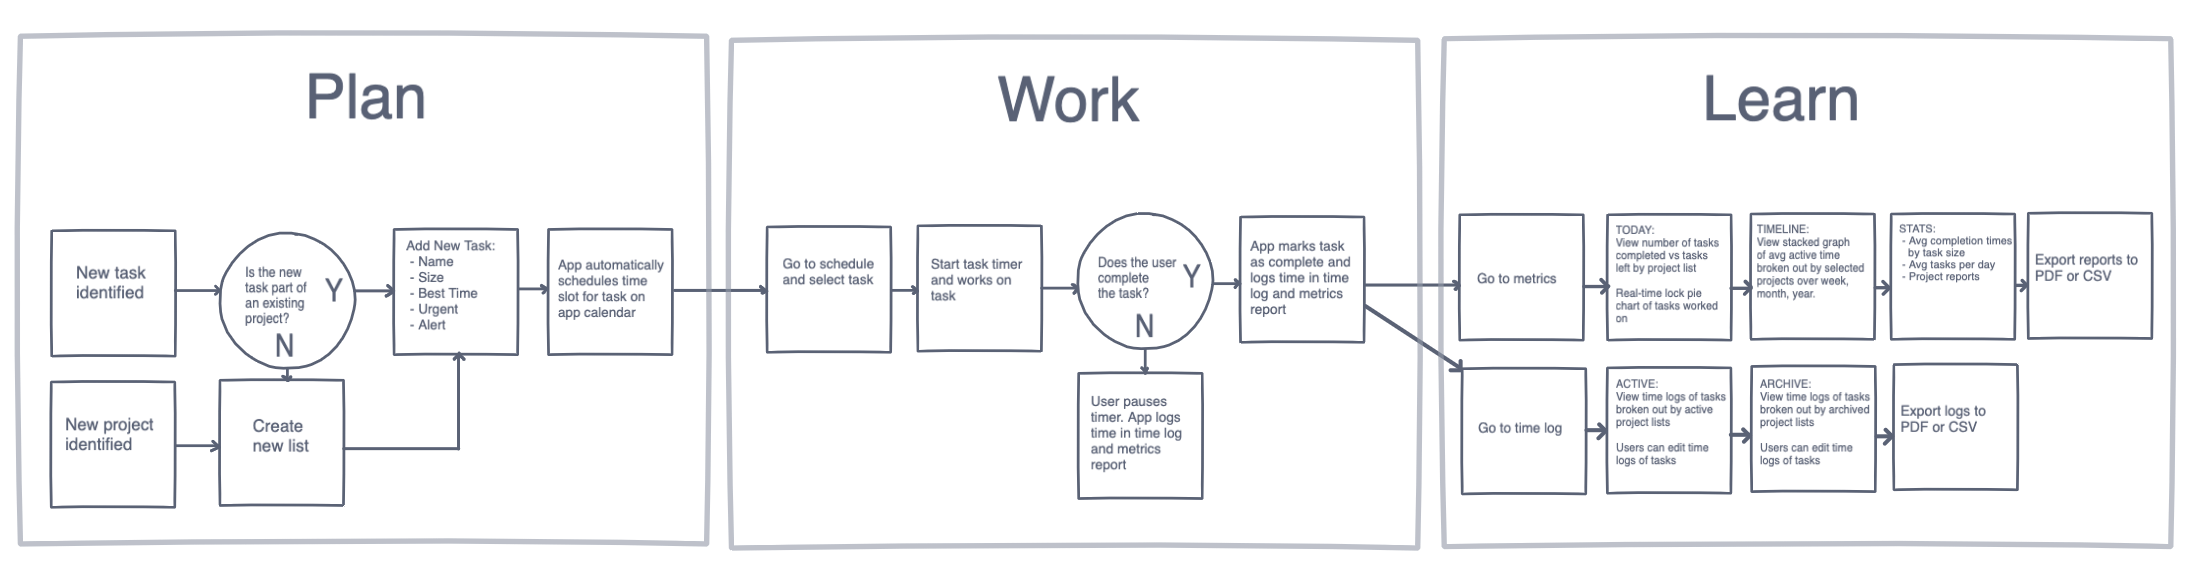 Plan
New task
identified
Is the new
task part of
an existing
project?
Y
N
Add New Task:
- Name
- Size
- Best Time
- Urgent
- Alert
App automatically
schedules time
slot for task on
app calendar
New project
identified
Create
new list
Work
Go to schedule
and select task
Start task timer
and works on
task
Does the user
complete
the task?
Y
N
App marks task
as complete and
logs time in time
log and metrics
report
User pauses
timer. App logs
time in time log
and metrics
report
Learn
Go to metrics
TODAY:
View number of tasks
completed vs tasks
left by project list
Real-time lock pie
chart of tasks worked
on
TIMELINE:
View stacked graph
of avg active time
broken out by selected
projects over week,
month, year.
STATS:
- Avg completion times
by task size
- Avg tasks per day
- Project reports
Export reports to
PDF or CSV
Go to time log
ACTIVE:
View time logs of tasks
broken out by active
project lists
Users can edit time
logs of tasks
ARCHIVE:
View time logs of tasks
broken out by archived
project lists
Users can edit time
logs of tasks
Export logs to
PDF or CSV